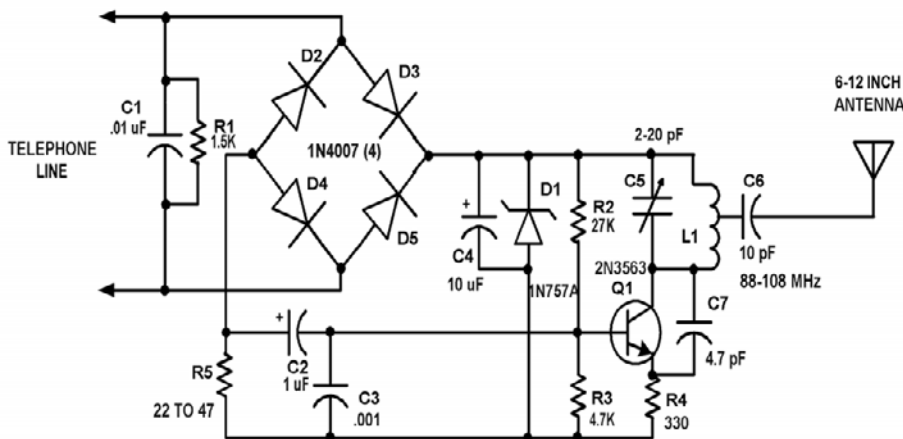 D2
D3
C1
.01 uF
R1
1.5K
TELEPHONE
LINE
1N4007 (4)
D4
D5
+
C4
10 uF
D1
1N757A
R2
27K
2-20 pF
C5
L1
C6
10 pF
88-108 MHz
6-12 INCH
ANTENNA
2N3563
Q1
C7
4.7 pF
+
C2
1 uF
C3
.001
R5
22 TO 47
R3
4.7K
R4
330